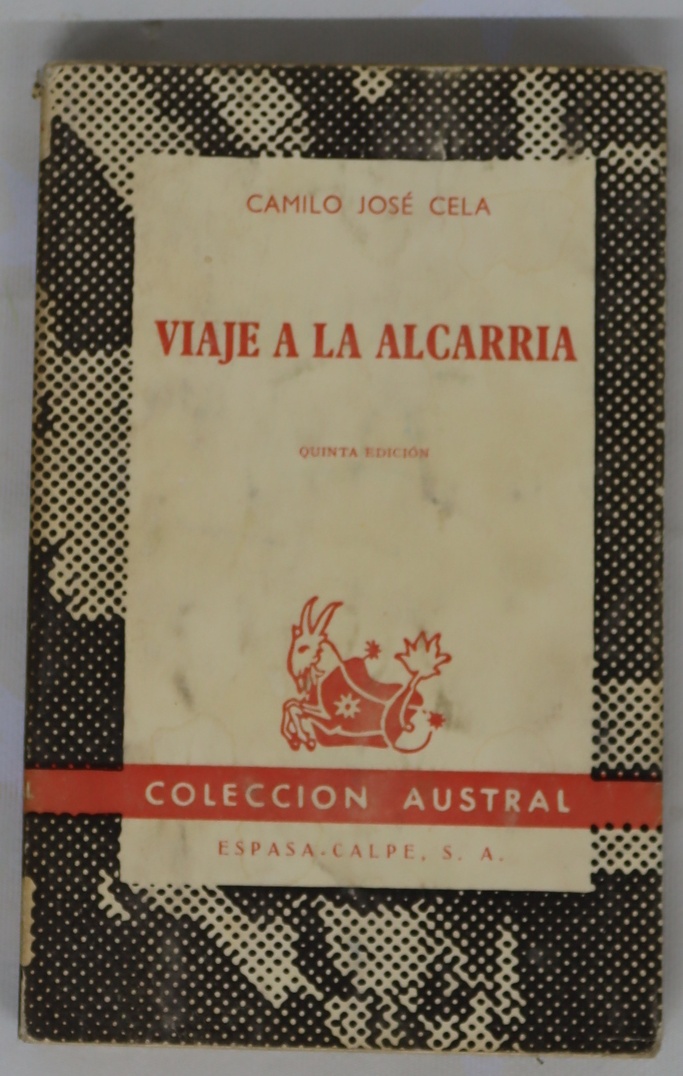 CAMILO JOSÉ CELA
VIAJE A LA ALCARRIA
QUINTA EDICIÓN
COLECCION AUSTRAL
ESPASA-CALPE, S. A.